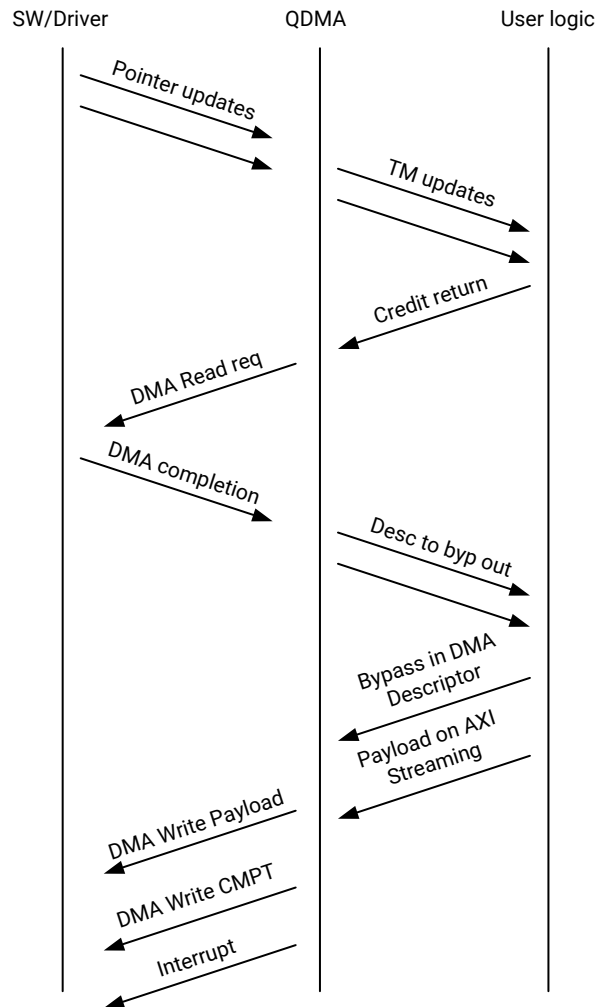 SW/Driver
QDMA
User logic
Pointer updates
TM updates
Credit return
DMA Read req
DMA completion
Desc to byp out
Bypass in DMA
Descriptor
Payload on AXI
Streaming
DMA Write Payload
DMA Write CMPT
Interrupt